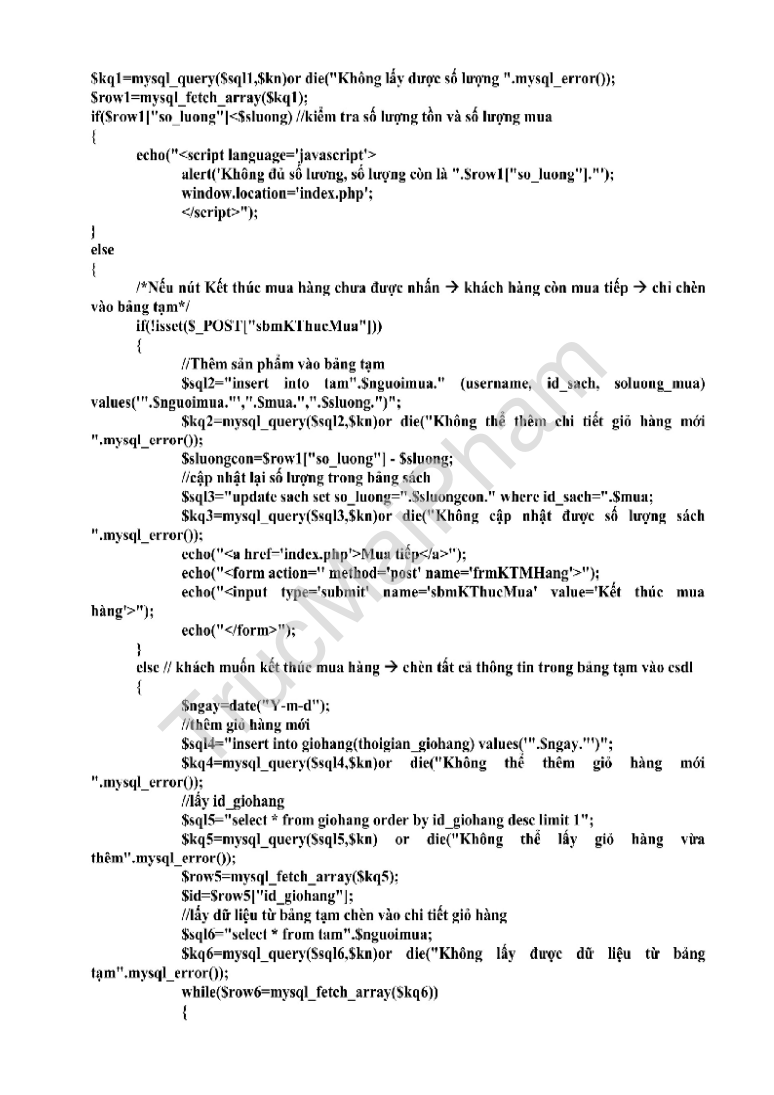 $kq1=mysql_query($sql1,$kn)or die("Không lấy được số lượng ".mysql_error());
$row1=mysql_fetch_array($kq1);
if($row1["so_luong"]<$sluong) //kiểm tra số lượng tồn và số lượng mua
{
echo("<script language='javascript'>
alert('Không đủ số lương, số lượng còn là ".$row1["so_luong"]."');
window.location='index.php';
</script>");
}
else
{
/*Nếu nút Kết thúc mua hàng chưa được nhấn → khách hàng còn mua tiếp → chỉ chèn
vào bảng tạm*/
if(!isset($_POST["sbmKThucMua"]))
{
//Thêm sản phẩm vào bảng tạm
$sql2="insert into tam".$nguoimua." (username, id_sach, soluong_mua)
values('".$nguoimua."',".$mua.",".$sluong.")";
$kq2=mysql_query($sql2,$kn)or die("Không thể thêm chi tiết giỏ hàng mới
".mysql_error());
$sluongcon=$row1["so_luong"] - $sluong;
//cập nhật lại số lượng trong bảng sách
$sql3="update sach set so_luong=".$sluongcon." where id_sach=".$mua;
$kq3=mysql_query($sql3,$kn)or die("Không cập nhật được số lượng sách
".mysql_error());
echo("<a href='index.php'>Mua tiếp</a>");
echo("<form action='' method='post' name='frmKTMHang'>");
echo("<input type='submit' name='sbmKThucMua' value='Kết thúc mua
hàng'>");
echo("</form>");
}
else // khách muốn kết thúc mua hàng → chèn tất cả thông tin trong bảng tạm vào csdl
{
$ngay=date("Y-m-d");
//thêm giỏ hàng mới
$sql4="insert into giohang(thoigian_giohang) values('".$ngay."')";
$kq4=mysql_query($sql4,$kn)or die("Không thể thêm giỏ hàng mới
".mysql_error());
//lấy id_giohang
$sql5="select * from giohang order by id_giohang desc limit 1";
$kq5=mysql_query($sql5,$kn) or die("Không thể lấy giỏ hàng vừa
thêm".mysql_error());
$row5=mysql_fetch_array($kq5);
$id=$row5["id_giohang"];
//lấy dữ liệu từ bảng tạm chèn vào chi tiết giỏ hàng
$sql6="select * from tam".$nguoimua;
$kq6=mysql_query($sql6,$kn)or die("Không lấy được dữ liệu từ bảng
tạm".mysql_error());
while($row6=mysql_fetch_array($kq6))
{
TrucMaiPham